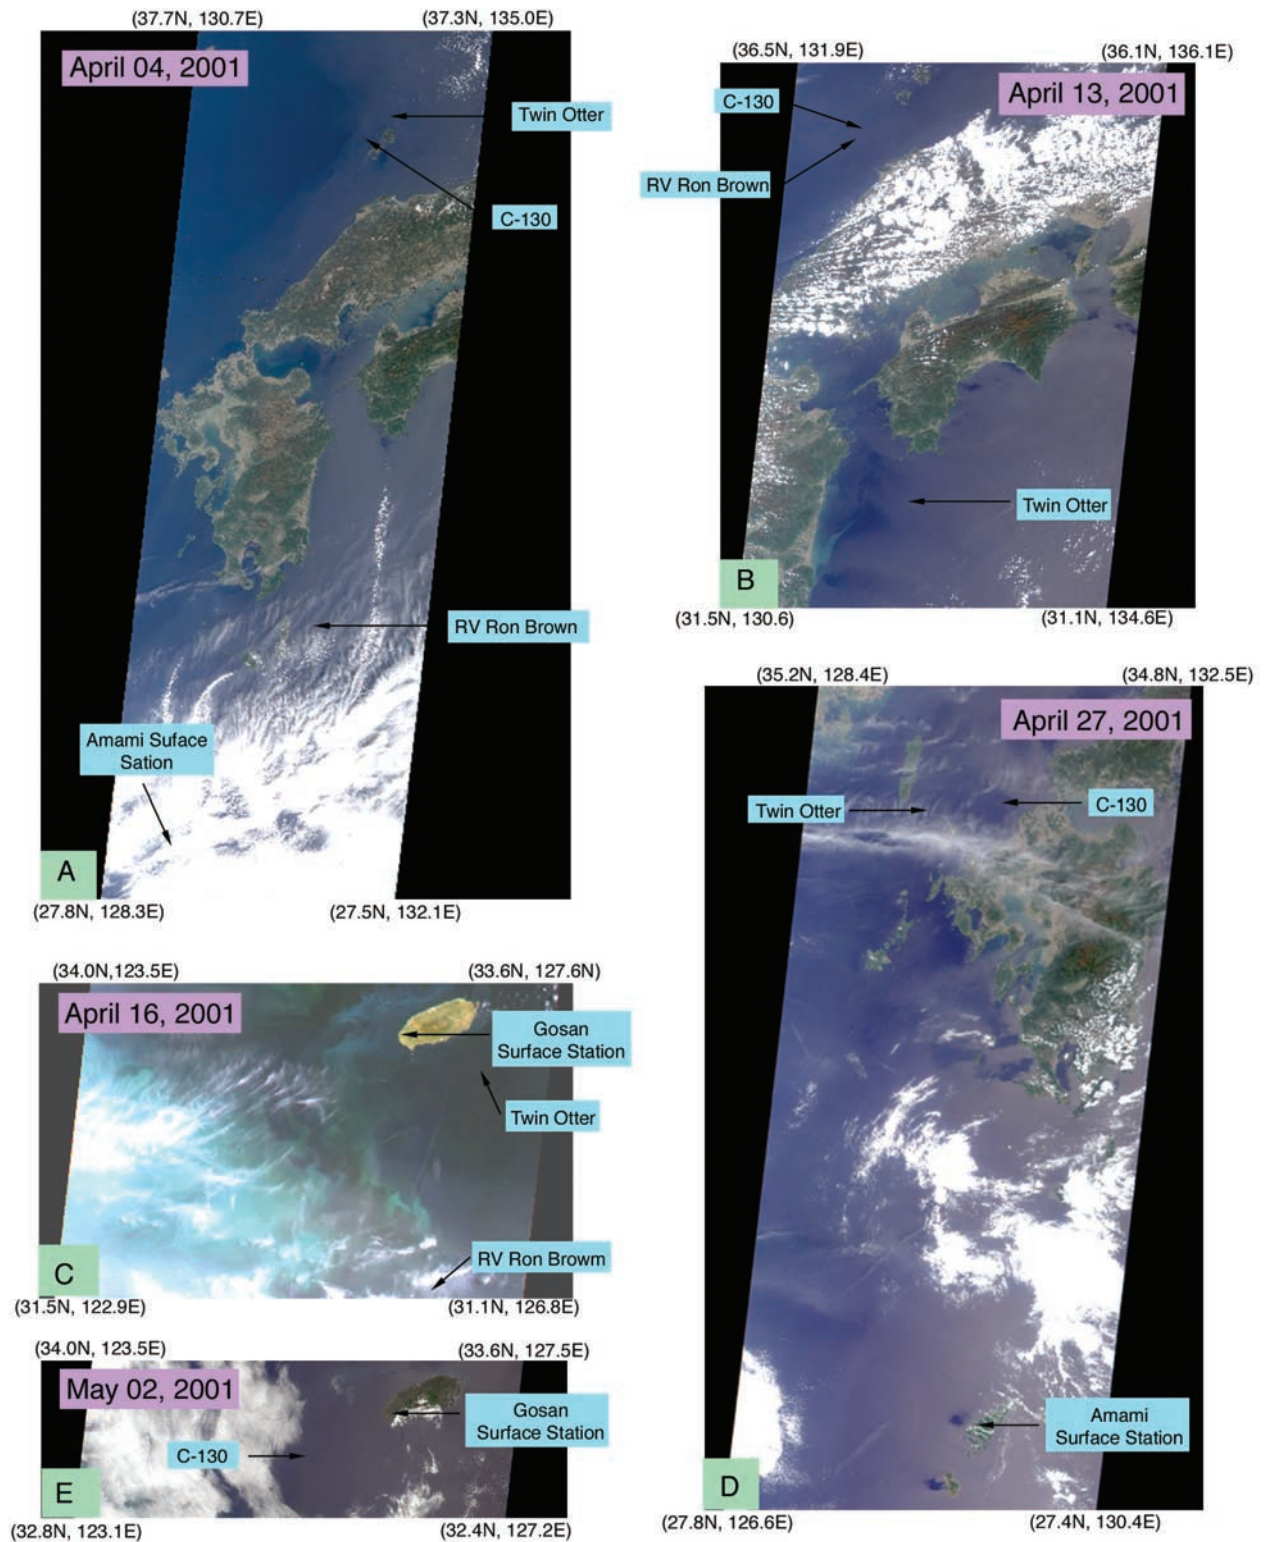 (37.7N, 130.7E)
(37.3N, 135.0E)
April 04, 2001
Twin Otter
C-130
RV Ron Brown
Amami Suface
Sation
A
(27.8N, 128.3E)
(27.5N, 132.1E)
(36.5N, 131.9E)
(36.1N, 136.1E)
C-130
April 13, 2001
RV Ron Brown
Twin Otter
B
(31.5N, 130.6)
(31.1N, 134.6E)
(34.0N,123.5E)
(33.6N, 127.6N)
April 16, 2001
Gosan
Surface Station
Twin Otter
RV Ron Browm
C
(31.5N, 122.9E)
(31.1N, 126.8E)
(35.2N, 128.4E)
(34.8N, 132.5E)
April 27, 2001
Twin Otter
C-130
Amami
Surface Station
D
(27.8N, 126.6E)
(27.4N, 130.4E)
(34.0N, 123.5E)
(33.6N, 127.5E)
May 02, 2001
Gosan
Surface Station
C-130
E
(32.8N, 123.1E)
(32.4N, 127.2E)